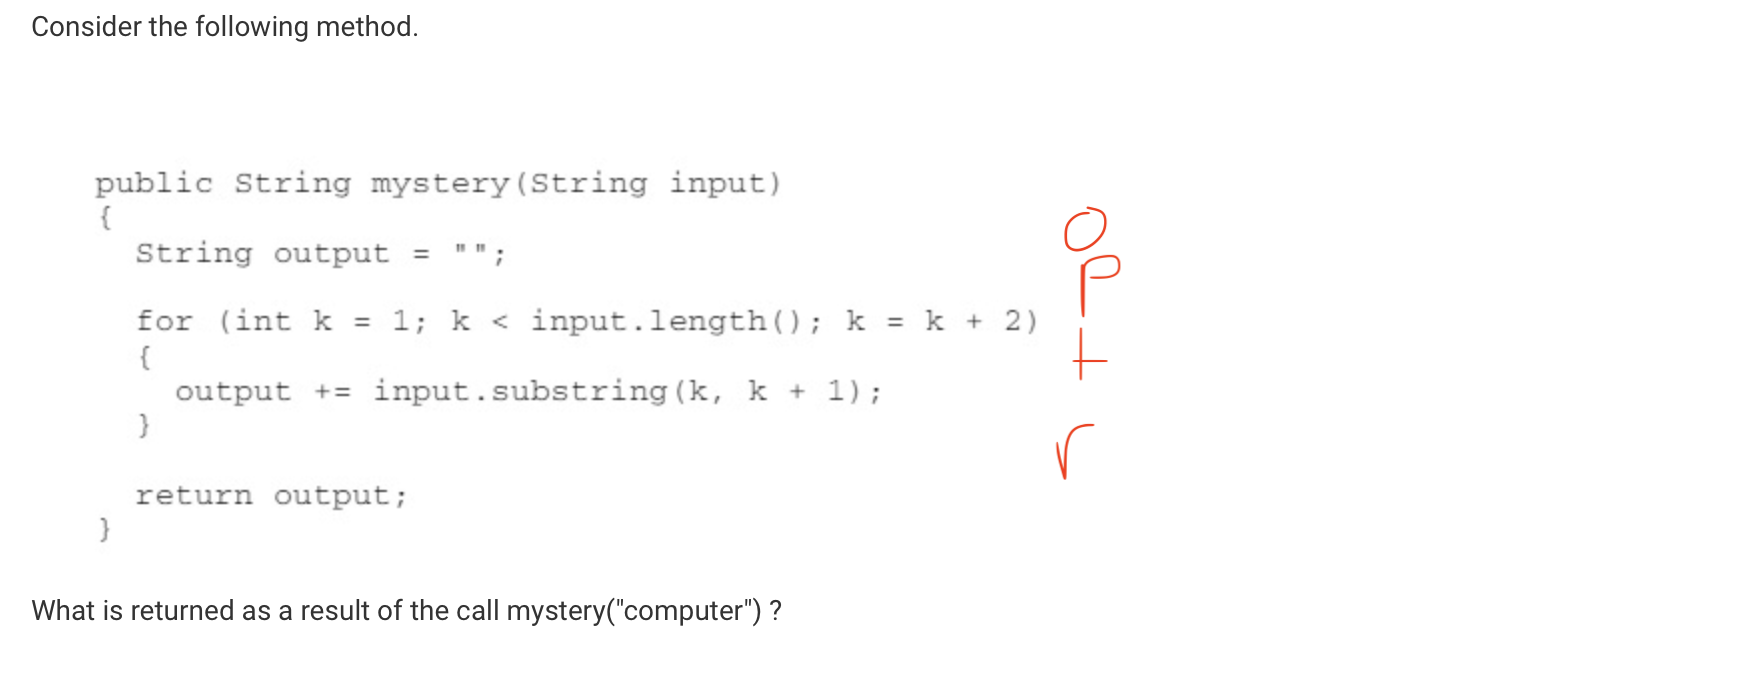 Consider the following method.
public String mystery(String input)
{
String output = "";
for (int k = 1; k < input.length(); k = k + 2)
{
output += input.substring(k, k + 1);
}
return output;
}
o
p
t
r
What is returned as a result of the call mystery("computer") ?